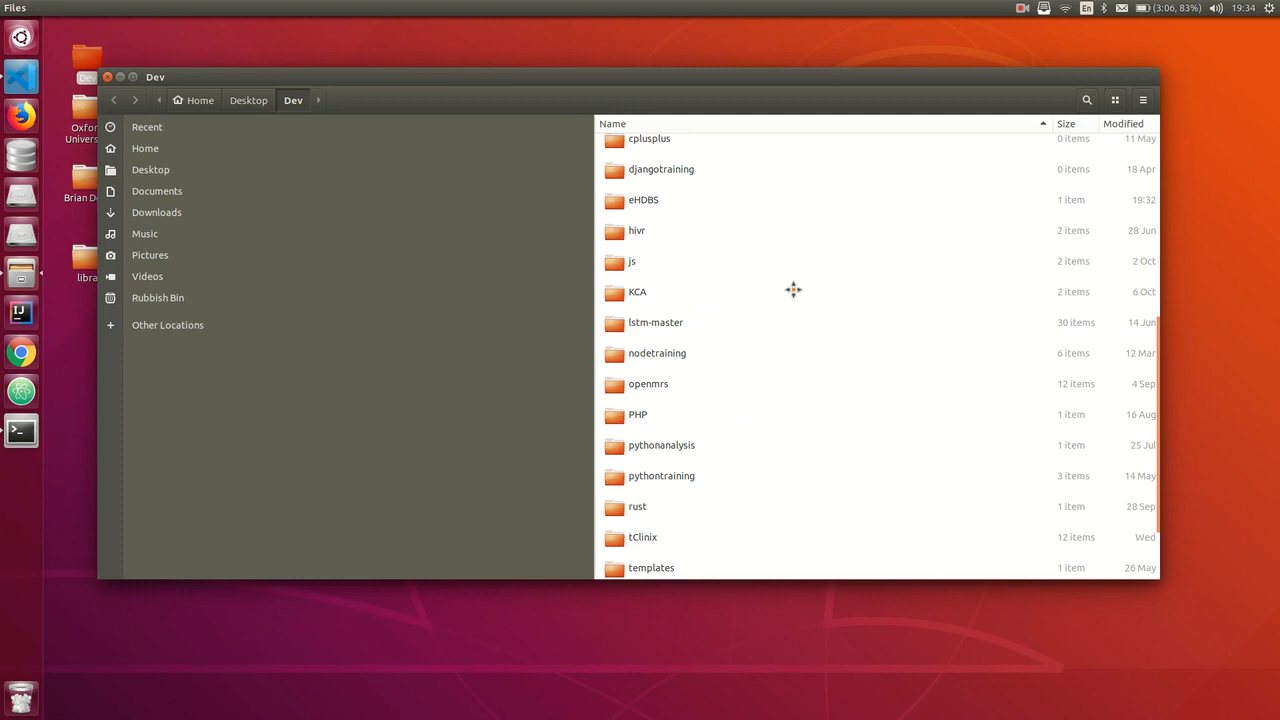 Files
En
(3:06, 83%)
19:34
Dev
Oxfor
Univers
Brian D
libra
Dev
Home
Desktop
Dev
Recent
Home
Desktop
Documents
Downloads
Music
Pictures
Videos
Rubbish Bin
Other Locations
Name Size Modified
cplusplus 0 items 11 May
djangotraining 0 items 18 Apr
eHDBS 1 item 19:32
hivr 2 items 28 Jun
js 2 items 2 Oct
KCA 2 items 6 Oct
lstm-master 30 items 14 Jun
nodetraining 6 items 12 Mar
openmrs 12 items 4 Sep
PHP 1 item 16 Aug
pythonanalysis 1 item 25 Jul
pythontraining 3 items 14 May
rust 1 item 28 Sep
tClinix 12 items Wed
templates 1 item 26 May